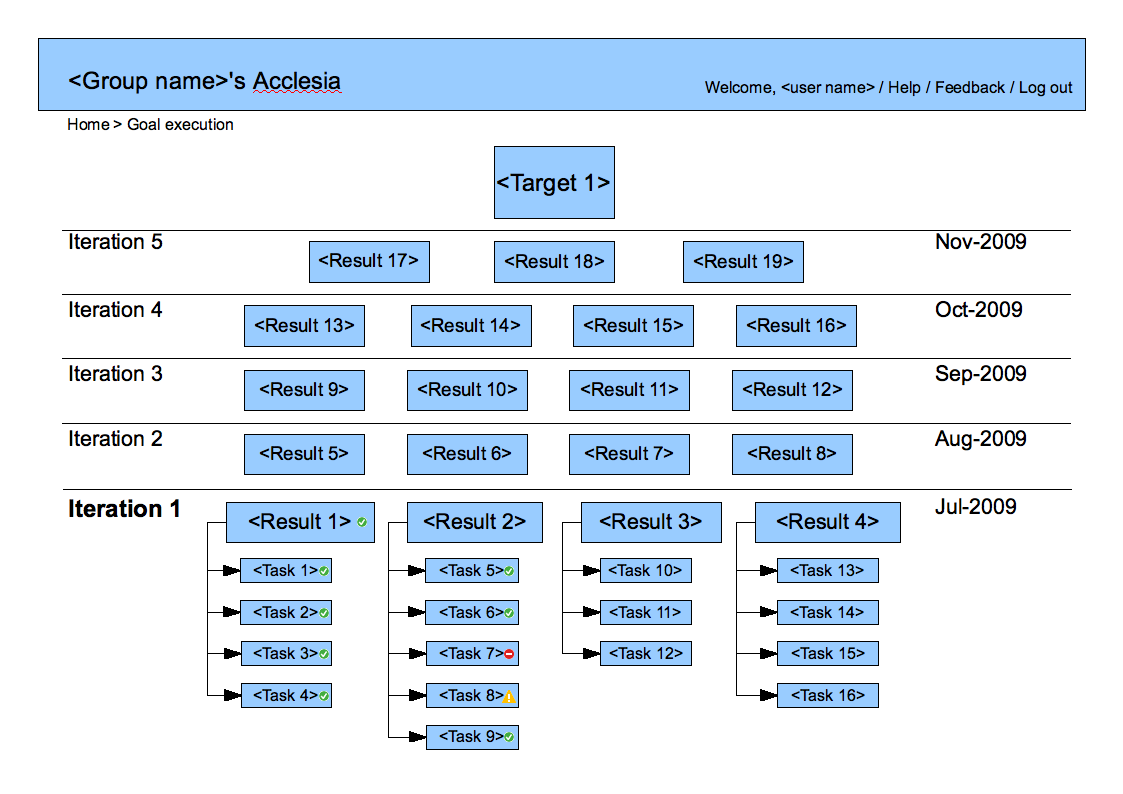 <Group name>'s Acclesia
Welcome, <user name> / Help / Feedback / Log out
Home > Goal execution
<Target 1>
Iteration 5
<Result 17> <Result 18> <Result 19>
Nov-2009
Iteration 4
<Result 13> <Result 14> <Result 15> <Result 16>
Oct-2009
Iteration 3
<Result 9> <Result 10> <Result 11> <Result 12>
Sep-2009
Iteration 2
<Result 5> <Result 6> <Result 7> <Result 8>
Aug-2009
Iteration 1
<Result 1> <Result 2> <Result 3> <Result 4>
Jul-2009
<Task 1> <Task 5> <Task 10> <Task 13>
<Task 2> <Task 6> <Task 11> <Task 14>
<Task 3> <Task 7> <Task 12> <Task 15>
<Task 4> <Task 8> <Task 16>
<Task 9>